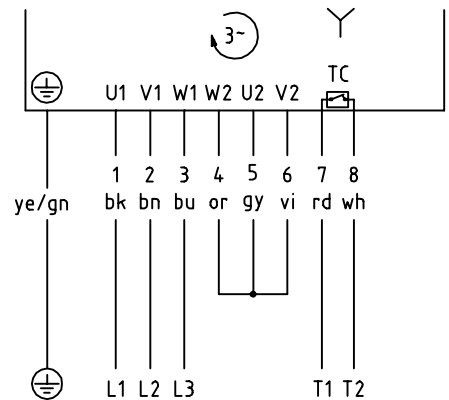 3~
TC
U1 V1 W1 W2 U2 V2
1 2 3 4 5 6 7 8
ye/gn bk bn bu or gy vi rd wh
L1 L2 L3 T1 T2